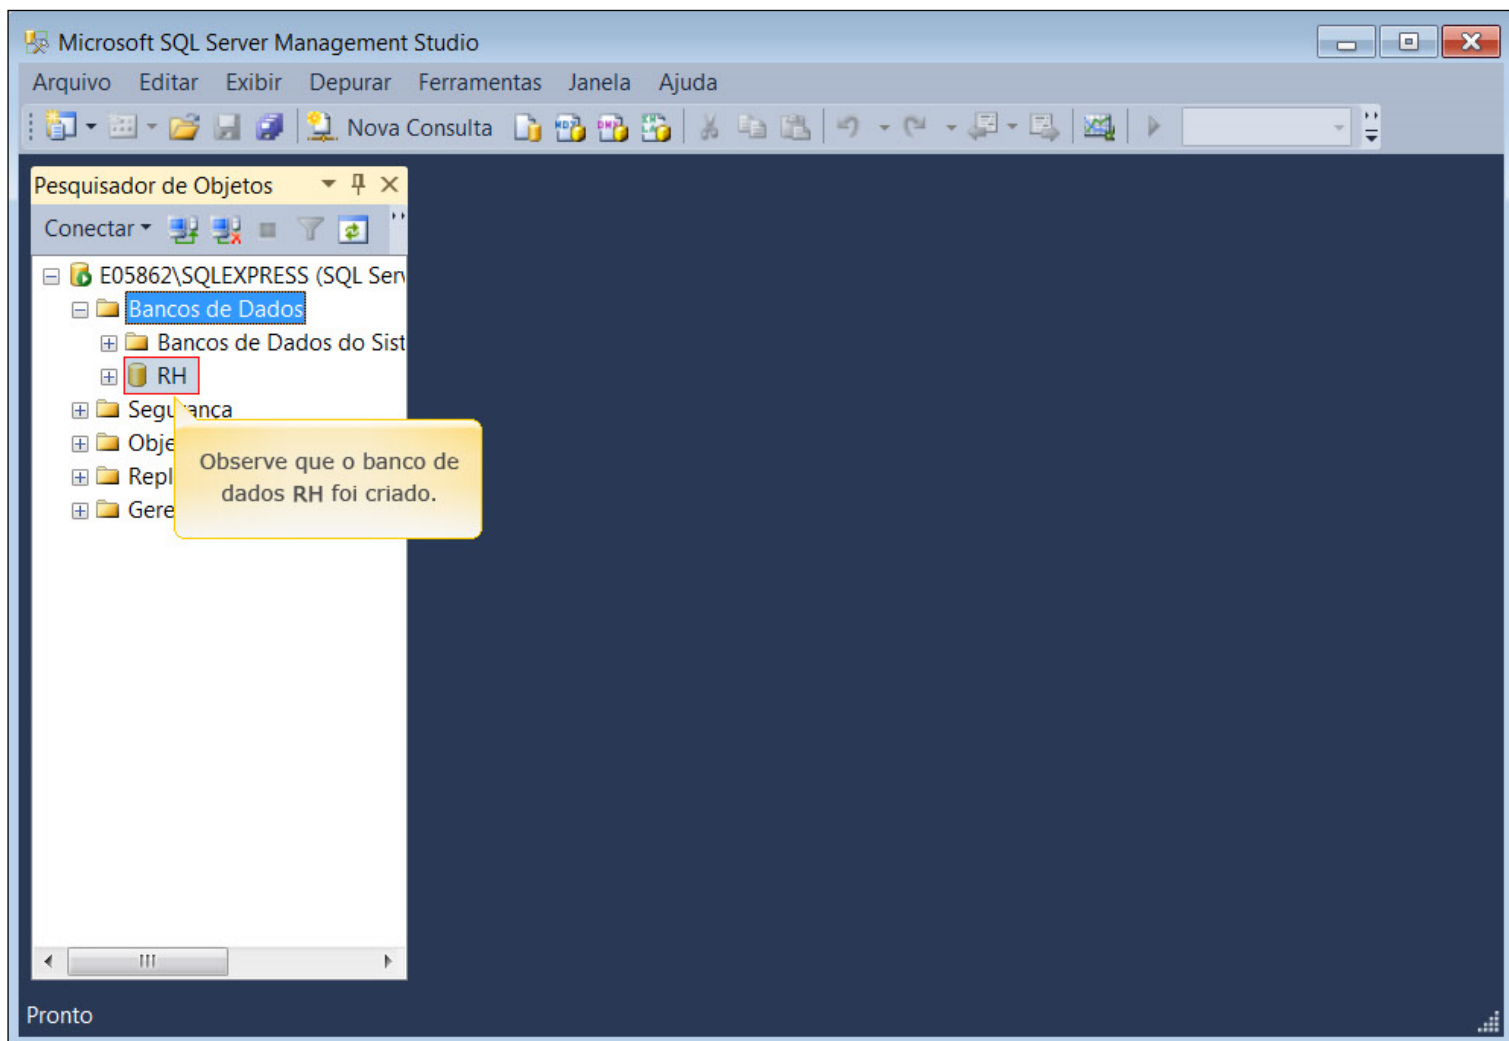 Microsoft SQL Server Management Studio
Arquivo Editar Exibir Depurar Ferramentas Janela Ajuda
Nova Consulta
Pesquisador de Objetos
Conectar
E05862\SQLEXPRESS (SQL Serv
Bancos de Dados
Bancos de Dados do Sist
RH
Segurança
Obje
Repl
Gere
Observe que o banco de
dados RH foi criado.
Pronto